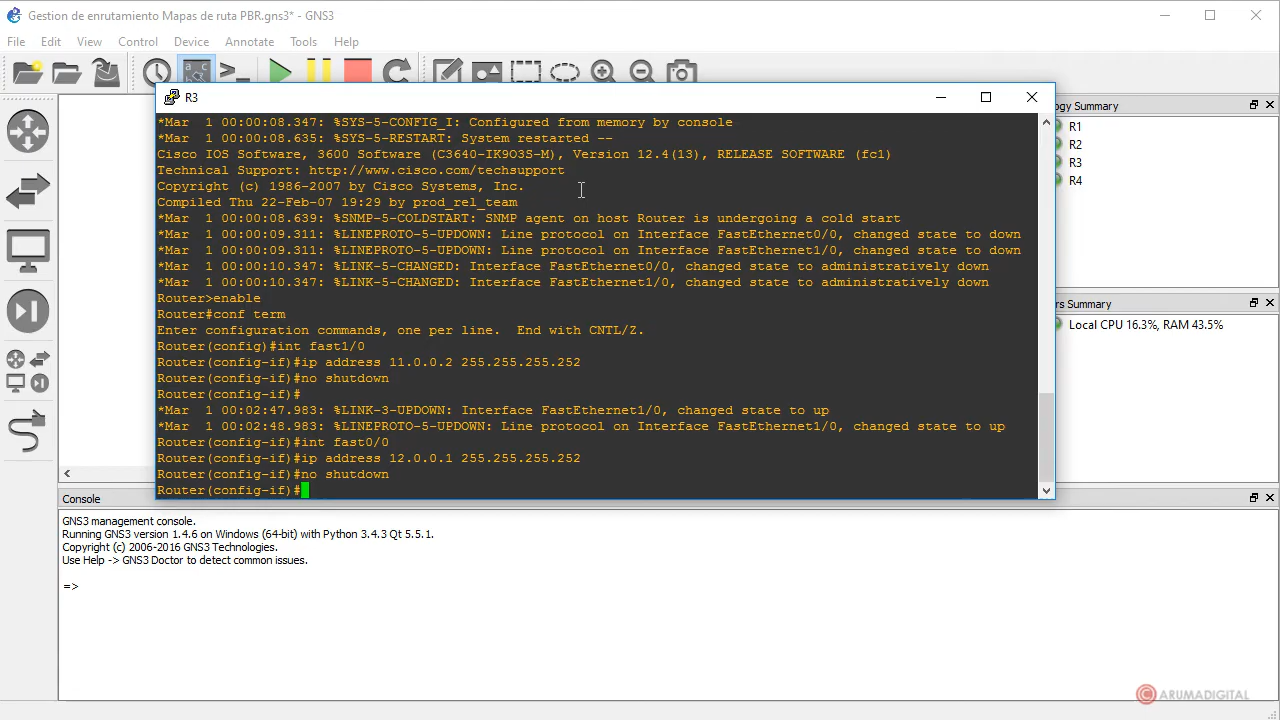 Gestion de enrutamiento Mapas de ruta PBR.gns3* - GNS3
File Edit View Control Device Annotate Tools Help
R3
*Mar  1 00:00:08.347: %SYS-5-CONFIG_I: Configured from memory by console
*Mar  1 00:00:08.635: %SYS-5-RESTART: System restarted --
Cisco IOS Software, 3600 Software (C3640-IK9O3S-M), Version 12.4(13), RELEASE SOFTWARE (fc1)
Technical Support: http://www.cisco.com/techsupport
Copyright (c) 1986-2007 by Cisco Systems, Inc.
Compiled Thu 22-Feb-07 19:29 by prod_rel_team
*Mar  1 00:00:08.639: %SNMP-5-COLDSTART: SNMP agent on host Router is undergoing a cold start
*Mar  1 00:00:09.311: %LINEPROTO-5-UPDOWN: Line protocol on Interface FastEthernet0/0, changed state to down
*Mar  1 00:00:09.311: %LINEPROTO-5-UPDOWN: Line protocol on Interface FastEthernet1/0, changed state to down
*Mar  1 00:00:10.347: %LINK-5-CHANGED: Interface FastEthernet0/0, changed state to administratively down
*Mar  1 00:00:10.347: %LINK-5-CHANGED: Interface FastEthernet1/0, changed state to administratively down
Router>enable
Router#conf term
Enter configuration commands, one per line.  End with CNTL/Z.
Router(config)#int fast1/0
Router(config-if)#ip address 11.0.0.2 255.255.255.252
Router(config-if)#no shutdown
Router(config-if)#
*Mar  1 00:02:47.983: %LINK-3-UPDOWN: Interface FastEthernet1/0, changed state to up
*Mar  1 00:02:48.983: %LINEPROTO-5-UPDOWN: Line protocol on Interface FastEthernet1/0, changed state to up
Router(config-if)#int fast0/0
Router(config-if)#ip address 12.0.0.1 255.255.255.252
Router(config-if)#no shutdown
Router(config-if)#
ogy Summary
R1
R2
R3
R4
rs Summary
Local CPU 16.3%, RAM 43.5%
Console
GNS3 management console.
Running GNS3 version 1.4.6 on Windows (64-bit) with Python 3.4.3 Qt 5.5.1.
Copyright (c) 2006-2016 GNS3 Technologies.
Use Help -> GNS3 Doctor to detect common issues.
=>
© ARUMADIGITAL